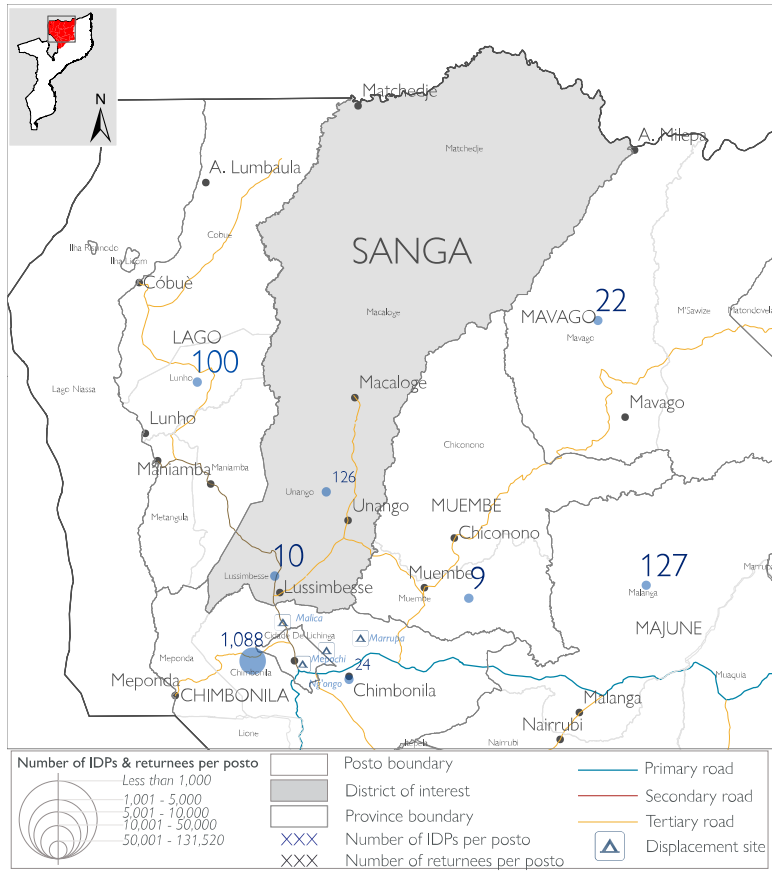 N
Matchedje
A. Milepa
Matchedje
A. Lumbaula
Cobue
Ilha Licom
Cóbuè
SANGA
Macaloge
22
MAVAGO
Mavago
M'Sawize
Matondovela
LAGO
100
Lunho
Lago Niassa
Macaloge
Mavago
Lunho
Chiconono
Maniamba
Maniamba
126
Unango
Unango
MUEMBE
Chiconono
Metangula
10
Lussimbesse
Lussimbesse
Muembe
Muembe
9
127
Malanga
MAJUNE
Malica
Cidade De Lichinga
Marrupa
1,088
Meponda
Chimbonila
24
Meponda
CHIMBONILA
Chimbonila
Muaquia
Malanga
Lione
Nairrubi
Nairrubi
Number of IDPs & returnees per posto
Less than 1,000
1,001 - 5,000
5,001 - 10,000
10,001 - 50,000
50,001 - 131,520
Posto boundary
District of interest
Province boundary
XXX Number of IDPs per posto
XXX Number of returnees per posto
Primary road
Secondary road
Tertiary road
Displacement site